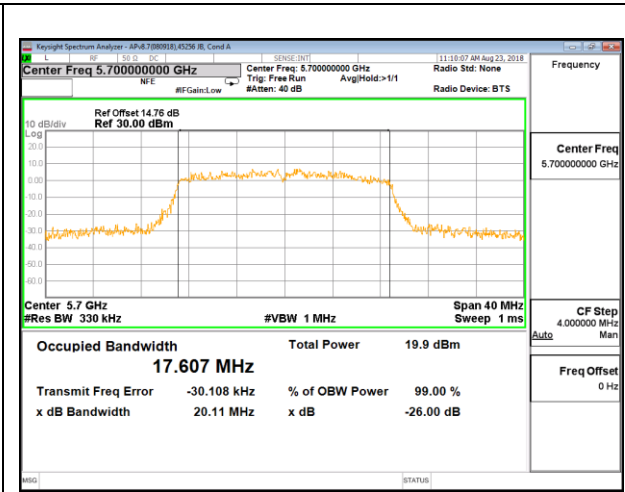 Keysight Spectrum Analyzer - APv8.7(080918),45256 JB, Cond A
L RF 50 Ω DC SENSE:INT 11:10:07 AM Aug 23, 2018
Center Freq 5.700000000 GHz Center Freq: 5.700000000 GHz Radio Std: None Frequency
NFE Trig: Free Run Avg|Hold:>1/1
#IFGain:Low #Atten: 40 dB Radio Device: BTS
Ref Offset 14.76 dB
10 dB/div Ref 30.00 dBm
Log
20.0
10.0
0.00
-10.0
-20.0
-30.0
-40.0
-50.0
-60.0
Center Freq
5.700000000 GHz
Center 5.7 GHz Span 40 MHz
#Res BW 330 kHz #VBW 1 MHz Sweep 1 ms
CF Step
4.000000 MHz
Auto Man
Occupied Bandwidth Total Power 19.9 dBm
17.607 MHz
Freq Offset
0 Hz
Transmit Freq Error -30.108 kHz % of OBW Power 99.00 %
x dB Bandwidth 20.11 MHz x dB -26.00 dB
MSG STATUS